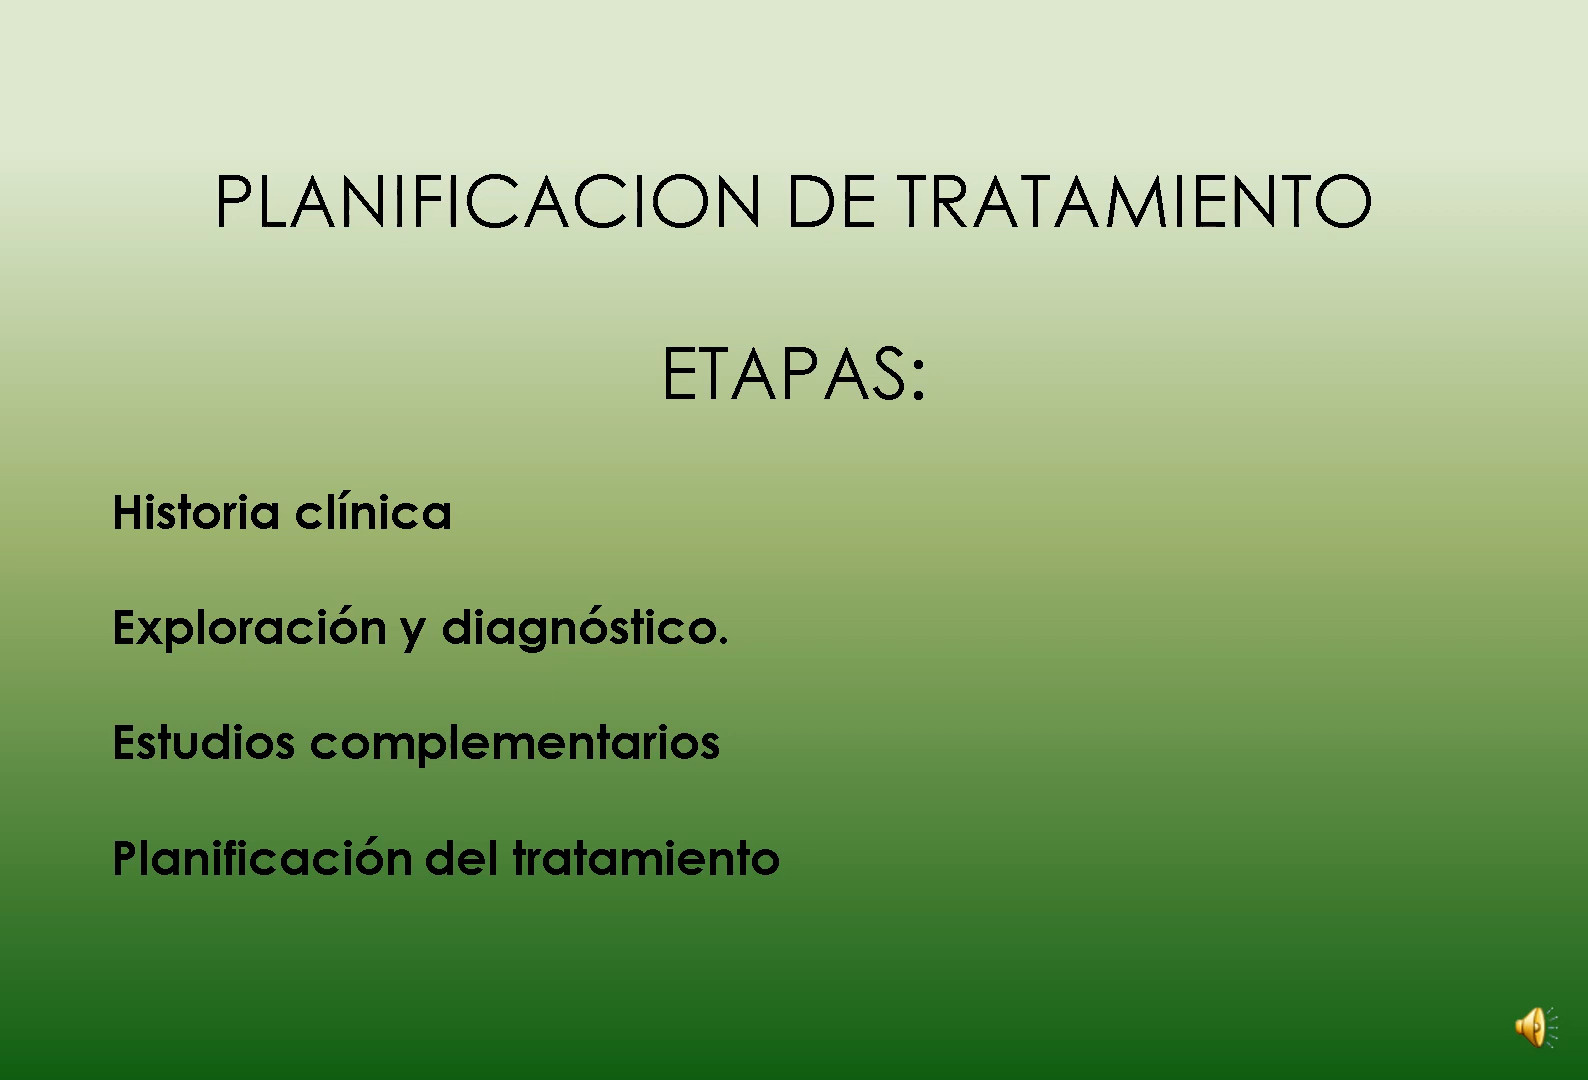 PLANIFICACION DE TRATAMIENTO
ETAPAS:
Historia clínica
Exploración y diagnóstico.
Estudios complementarios
Planificación del tratamiento